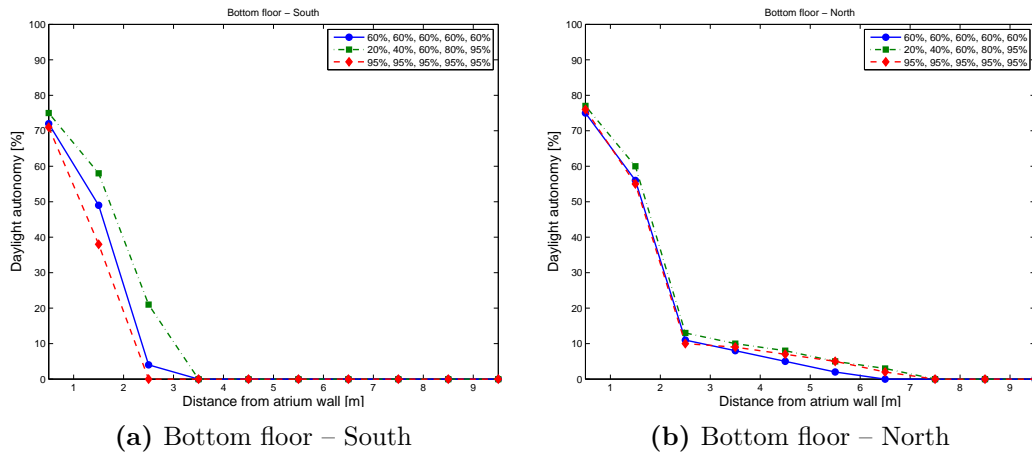 Bottom floor – South
100
90
80
70
60
50
40
30
20
10
0
Daylight autonomy [%]
60%, 60%, 60%, 60%, 60%
20%, 40%, 60%, 80%, 95%
95%, 95%, 95%, 95%, 95%
1 2 3 4 5 6 7 8 9
Distance from atrium wall [m]
(a) Bottom floor – South
Bottom floor – North
100
90
80
70
60
50
40
30
20
10
0
Daylight autonomy [%]
60%, 60%, 60%, 60%, 60%
20%, 40%, 60%, 80%, 95%
95%, 95%, 95%, 95%, 95%
1 2 3 4 5 6 7 8 9
Distance from atrium wall [m]
(b) Bottom floor – North